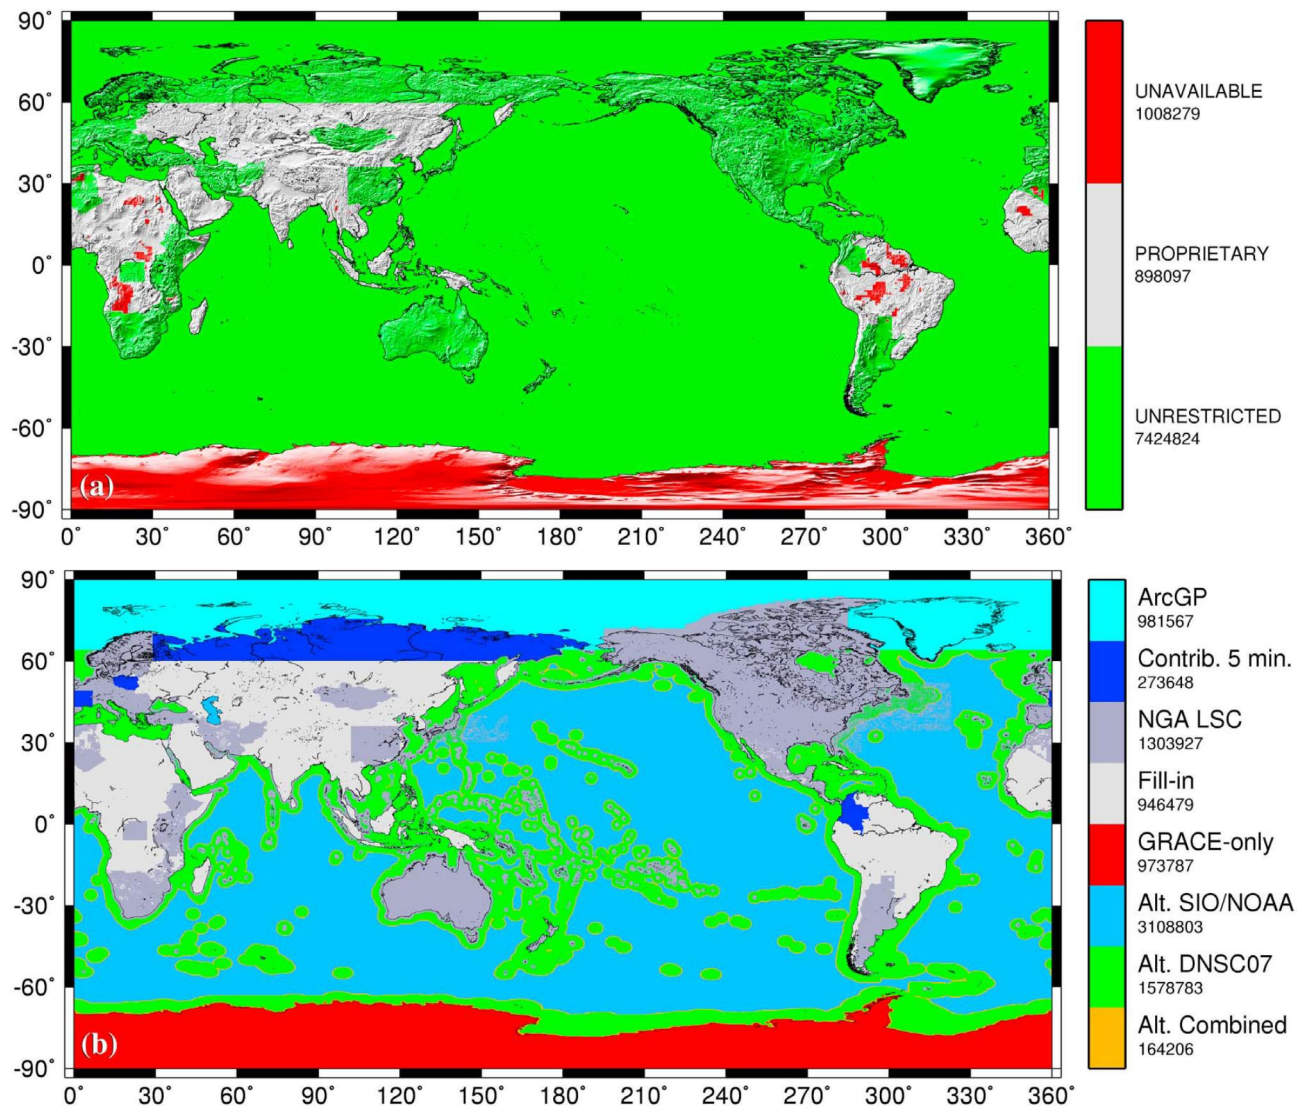 90°
60°
30°
0°
-30°
-60°
-90°
(a)
0° 30° 60° 90° 120° 150° 180° 210° 240° 270° 300° 330° 360°
UNAVAILABLE
1008279
PROPRIETARY
898097
UNRESTRICTED
7424824
90°
60°
30°
0°
-30°
-60°
-90°
(b)
0° 30° 60° 90° 120° 150° 180° 210° 240° 270° 300° 330° 360°
ArcGP
981567
Contrib. 5 min.
273648
NGA LSC
1303927
Fill-in
946479
GRACE-only
973787
Alt. SIO/NOAA
3108803
Alt. DNSC07
1578783
Alt. Combined
164206